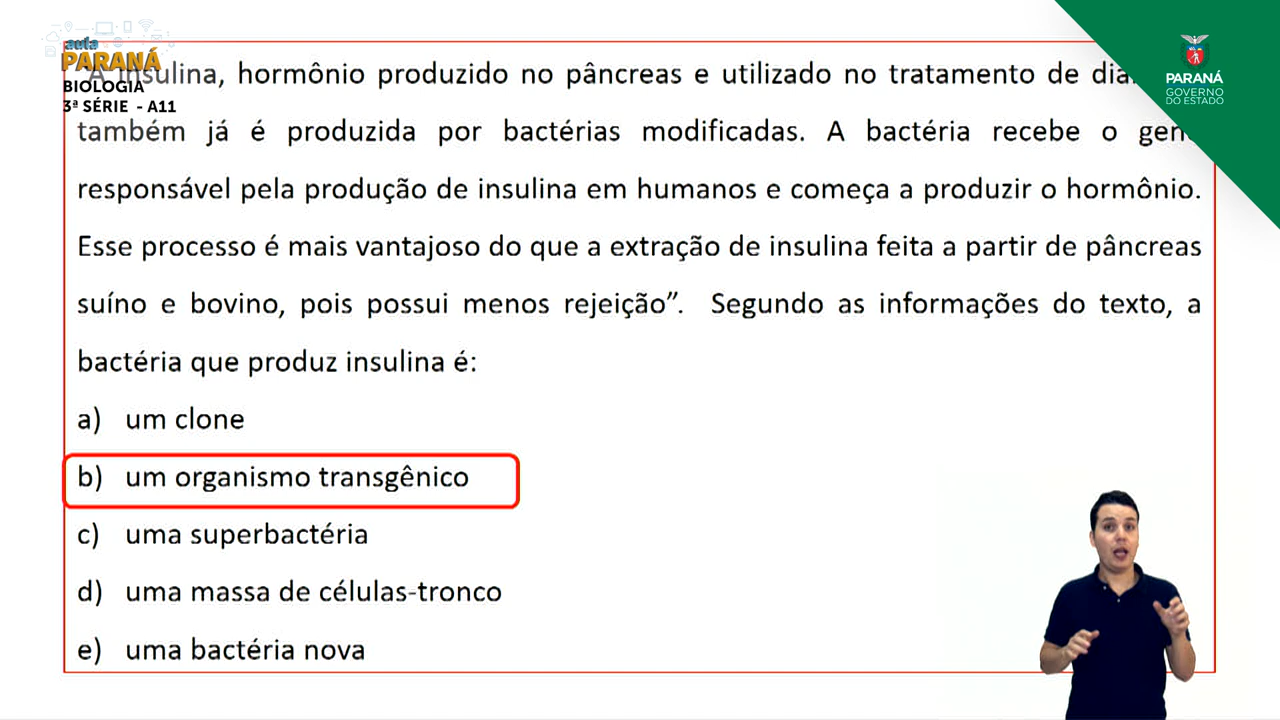 aula
PARANÁ
BIOLOGIA
3ª SÉRIE - A11
PARANÁ
GOVERNO
DO ESTADO
"A insulina, hormônio produzido no pâncreas e utilizado no tratamento de
também já é produzida por bactérias modificadas. A bactéria recebe o gene
responsável pela produção de insulina em humanos e começa a produzir o hormônio.
Esse processo é mais vantajoso do que a extração de insulina feita a partir de pâncreas
suíno e bovino, pois possui menos rejeição”. Segundo as informações do texto, a
bactéria que produz insulina é:
a) um clone
b) um organismo transgênico
c) uma superbactéria
d) uma massa de células-tronco
e) uma bactéria nova